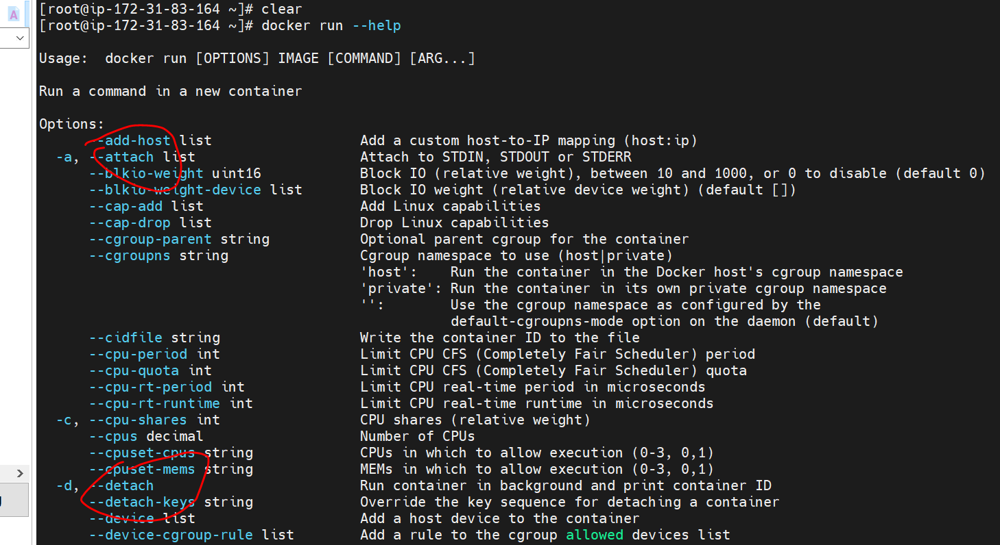 A
[root@ip-172-31-83-164 ~]# clear
[root@ip-172-31-83-164 ~]# docker run --help
Usage:  docker run [OPTIONS] IMAGE [COMMAND] [ARG...]
Run a command in a new container
Options:
      --add-host list                  Add a custom host-to-IP mapping (host:ip)
  -a, --attach list                    Attach to STDIN, STDOUT or STDERR
      --blkio-weight uint16            Block IO (relative weight), between 10 and 1000, or 0 to disable (default 0)
      --blkio-weight-device list       Block IO weight (relative device weight) (default [])
      --cap-add list                   Add Linux capabilities
      --cap-drop list                  Drop Linux capabilities
      --cgroup-parent string           Optional parent cgroup for the container
      --cgroupns string                Cgroup namespace to use (host|private)
                                       'host':    Run the container in the Docker host's cgroup namespace
                                       'private': Run the container in its own private cgroup namespace
                                       '':        Use the cgroup namespace as configured by the
                                                  default-cgroupns-mode option on the daemon (default)
      --cidfile string                 Write the container ID to the file
      --cpu-period int                 Limit CPU CFS (Completely Fair Scheduler) period
      --cpu-quota int                  Limit CPU CFS (Completely Fair Scheduler) quota
      --cpu-rt-period int              Limit CPU real-time period in microseconds
      --cpu-rt-runtime int             Limit CPU real-time runtime in microseconds
  -c, --cpu-shares int                 CPU shares (relative weight)
      --cpus decimal                   Number of CPUs
      --cpuset-cpus string             CPUs in which to allow execution (0-3, 0,1)
      --cpuset-mems string             MEMs in which to allow execution (0-3, 0,1)
  -d, --detach                         Run container in background and print container ID
      --detach-keys string             Override the key sequence for detaching a container
      --device list                    Add a host device to the container
      --device-cgroup-rule list        Add a rule to the cgroup allowed devices list